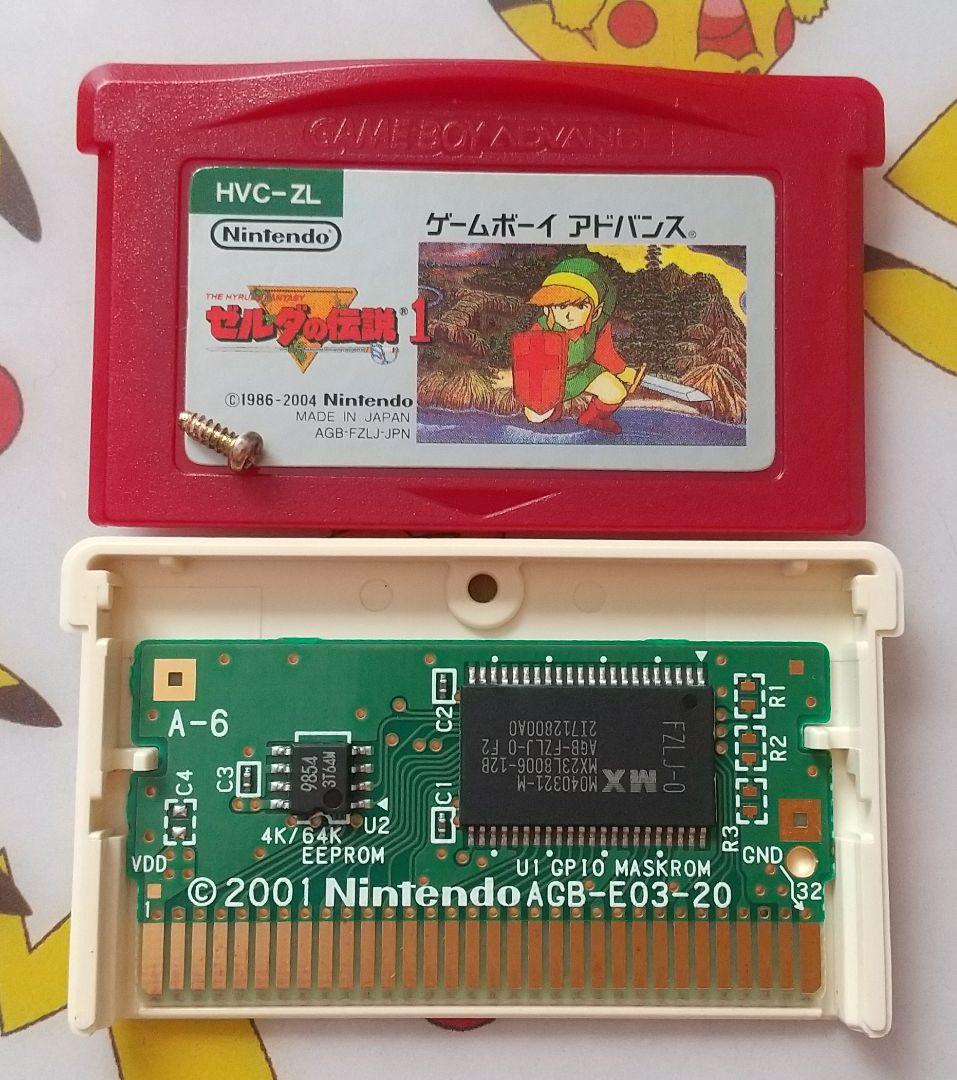 GAME BOY ADVANCE
HVC-ZL
Nintendo®
ゲームボーイ アドバンス®
THE HYRULE FANTASY
ゼルダの伝説® 1
©1986-2004 Nintendo
MADE IN JAPAN
AGB-FZLJ-JPN
A-6
C4
C3
9854
3T64W
C2
C1
MX
M040321-M
MX23L8006-12B
AGB-FZLJ-0 F2
2I712800A0
FZLJ-0
R1
R2
R3
U2
4K/64K
EEPROM
VDD
U1 GPIO MASKROM
GND
©2001 Nintendo AGB-E03-20
1
32